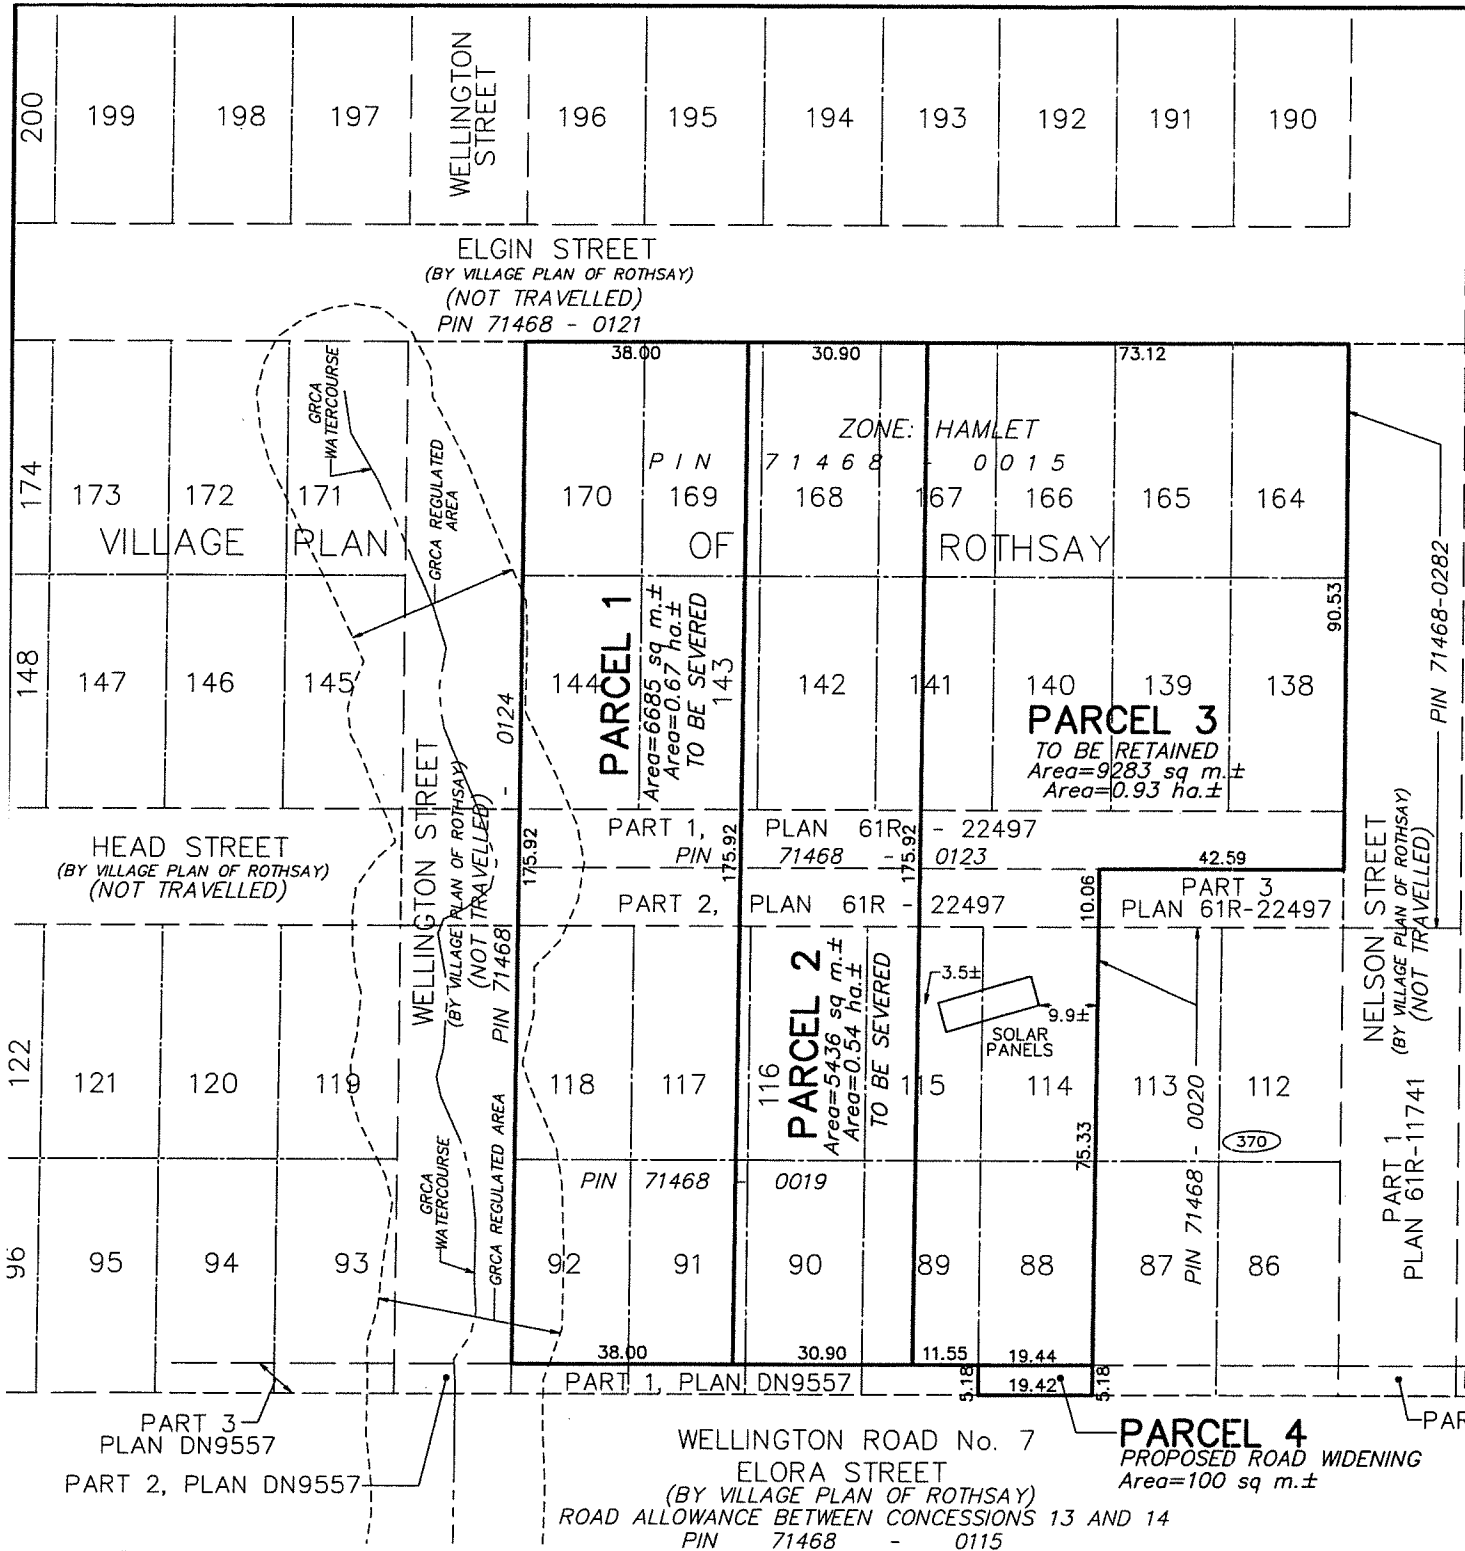 200
199
198
197
WELLINGTON
STREET
196
195
194
193
192
191
190
ELGIN STREET
(BY VILLAGE PLAN OF ROTHSAY)
(NOT TRAVELLED)
PIN 71468 - 0121
38.00
30.90
73.12
GRCA
WATERCOURSE
GRCA REGULATED
AREA
ZONE: HAMLET
PIN 71468 - 0015
174
173
172
171
170
169
168
167
166
165
164
VILLAGE PLAN OF ROTHSAY
PIN 71468-0282
90.53
148
147
146
145
144
143
142
141
140
139
138
PARCEL 1
Area=6685 sq m.±
Area=0.67 ha.±
TO BE SEVERED
PARCEL 3
TO BE RETAINED
Area=9283 sq m.±
Area=0.93 ha.±
HEAD STREET
(BY VILLAGE PLAN OF ROTHSAY)
(NOT TRAVELLED)
WELLINGTON STREET
(BY VILLAGE PLAN OF ROTHSAY)
(NOT TRAVELLED)
PIN 71468 - 0124
175.92
175.92
175.92
PART 1, PLAN 61R - 22497
PIN 71468 - 0123
42.59
10.06
PART 2, PLAN 61R - 22497
PART 3
PLAN 61R-22497
NELSON STREET
(BY VILLAGE PLAN OF ROTHSAY)
(NOT TRAVELLED)
3.5±
9.9±
SOLAR
PANELS
122
121
120
119
118
117
116
115
114
113
112
PARCEL 2
Area=5436 sq m.±
Area=0.54 ha.±
TO BE SEVERED
370
75.33
PIN 71468 - 0020
PART 1
PLAN 61R-11741
PIN 71468 - 0019
GRCA
WATERCOURSE
GRCA REGULATED AREA
96
95
94
93
92
91
90
89
88
87
86
38.00
30.90
11.55
19.44
PART 1, PLAN DN9557
5.18
19.42
5.18
PART 3
PLAN DN9557
PART 2, PLAN DN9557
PARCEL 4
PROPOSED ROAD WIDENING
Area=100 sq m.±
PAR
WELLINGTON ROAD No. 7
ELORA STREET
(BY VILLAGE PLAN OF ROTHSAY)
ROAD ALLOWANCE BETWEEN CONCESSIONS 13 AND 14
PIN 71468 - 0115